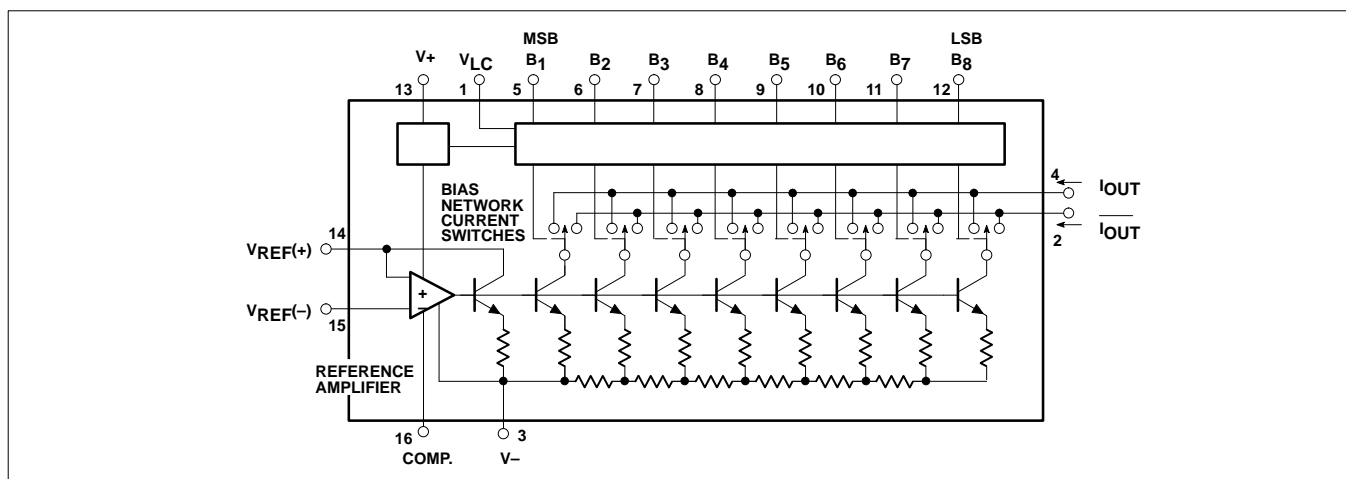 MSB
LSB
V+
VLC
B1
B2
B3
B4
B5
B6
B7
B8
13
1
5
6
7
8
9
10
11
12
4
IOUT
BIAS
NETWORK
CURRENT
SWITCHES
IOUT
2
14
VREF(+)
+
–
VREF(–)
15
REFERENCE
AMPLIFIER
16
3
COMP.
V–